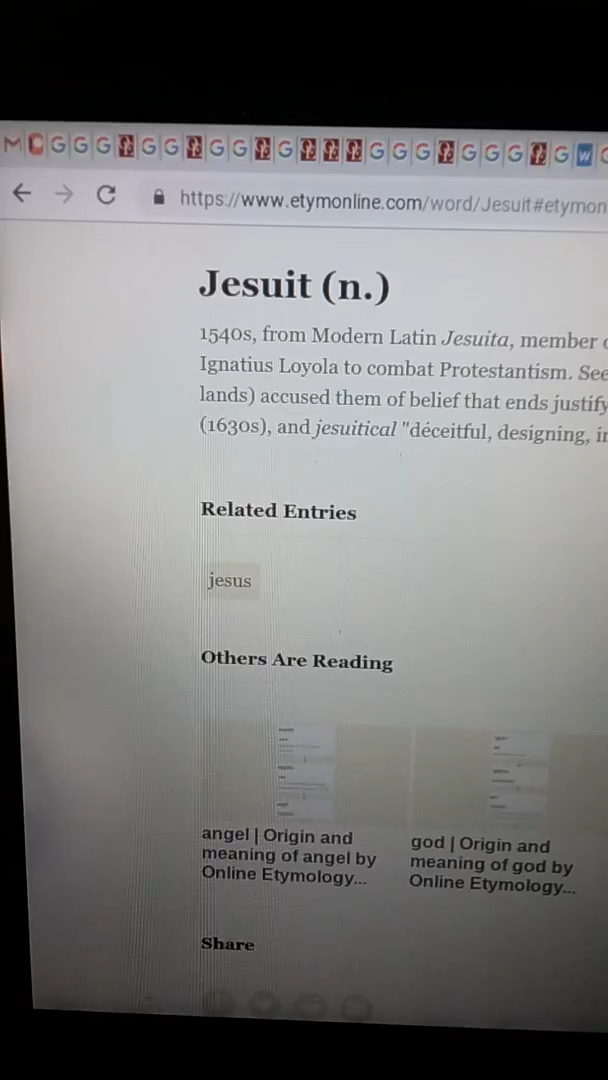 https://www.etymonline.com/word/Jesuit#etymon
Jesuit (n.)
1540s, from Modern Latin Jesuita, member
Ignatius Loyola to combat Protestantism. See
lands) accused them of belief that ends justify
(1630s), and jesuitical "deceitful, designing,
Related Entries
jesus
Others Are Reading
angel | Origin and
meaning of angel by
Online Etymology...
god | Origin and
meaning of god by
Online Etymology...
Share